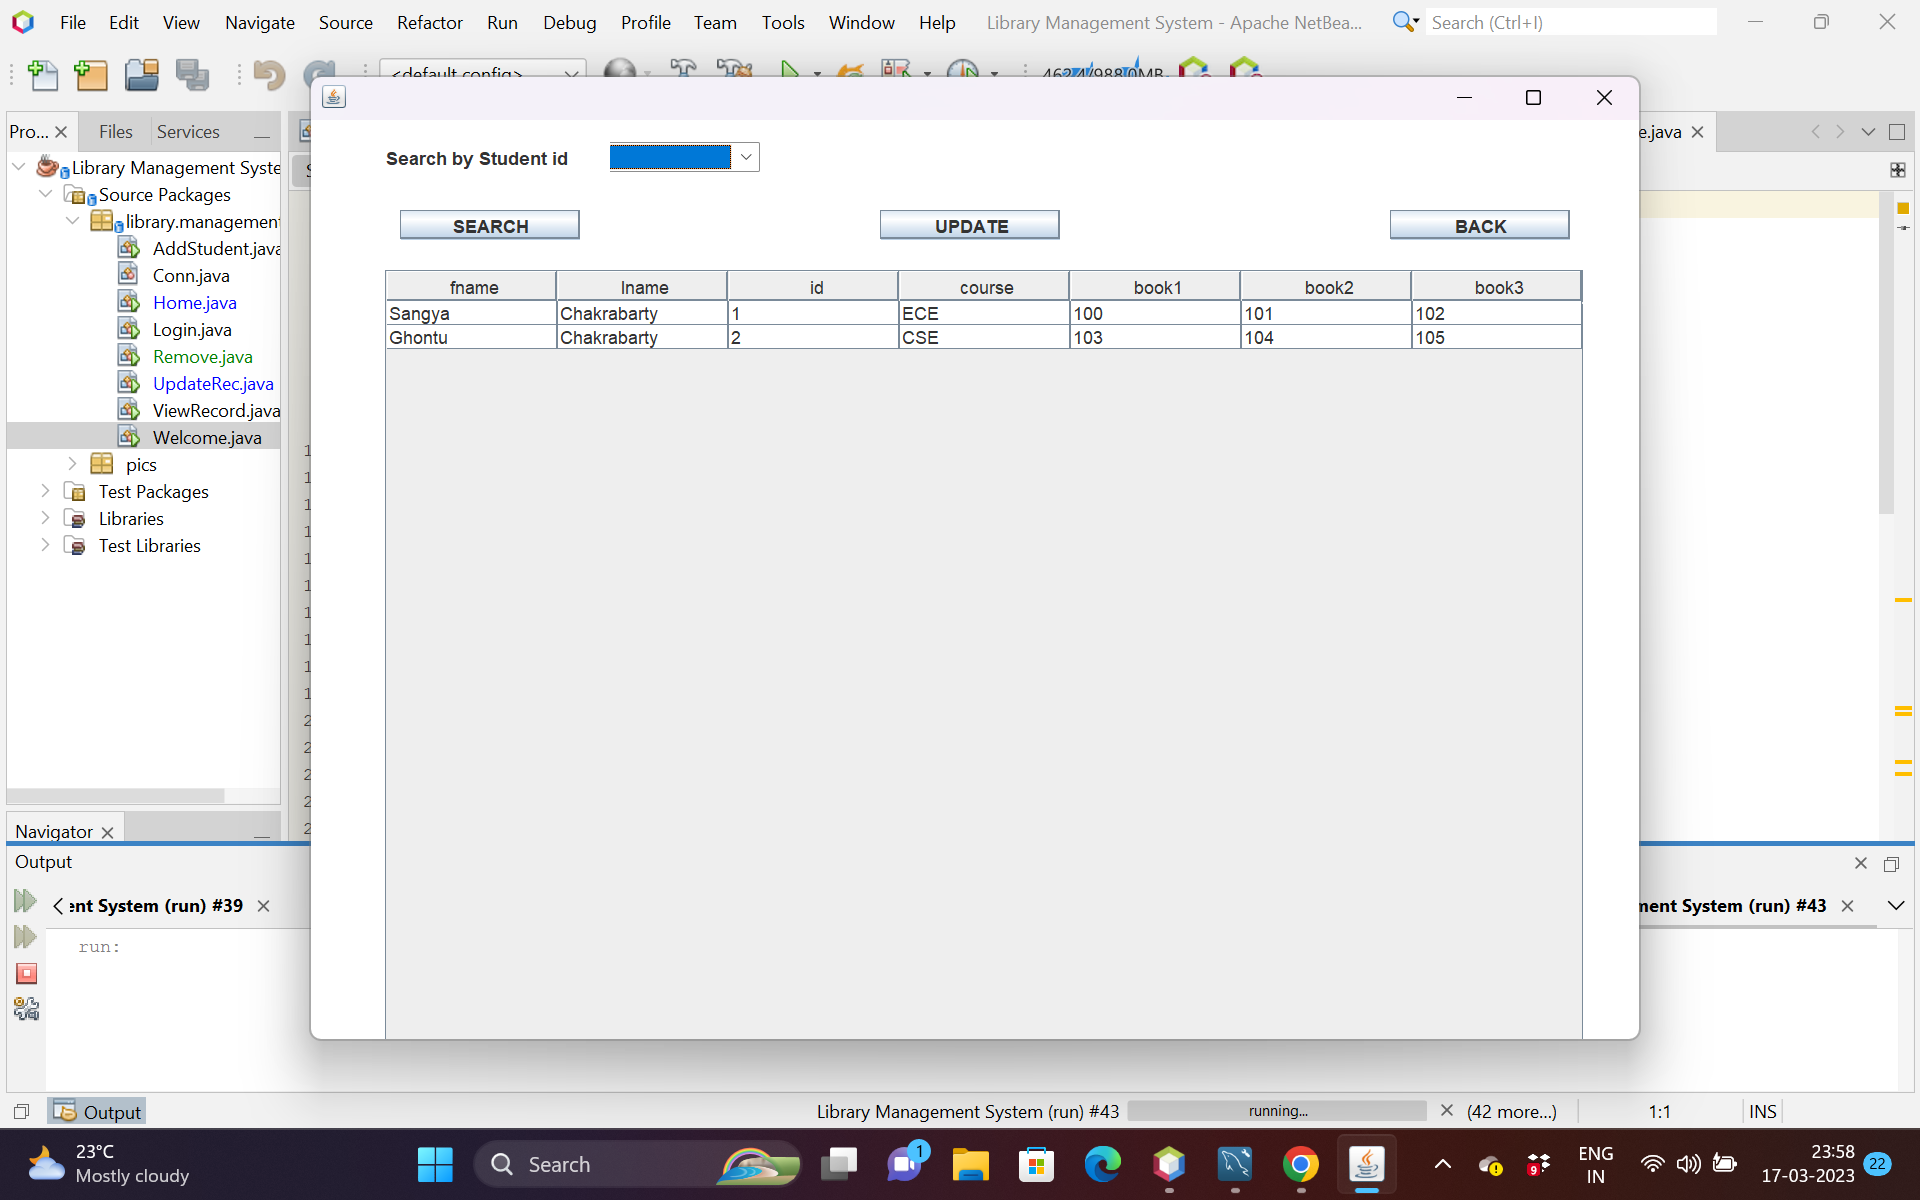 File Edit View Navigate Source Refactor Run Debug Profile Team Tools Window Help Library Management System - Apache NetBea... Search (Ctrl+I)
<default config>
Pro... Files Services
e.java
Library Management Syste
Source Packages
library.management
AddStudent.java
Conn.java
Home.java
Login.java
Remove.java
UpdateRec.java
ViewRecord.java
Welcome.java
pics
Test Packages
Libraries
Test Libraries
Search by Student id
SEARCH UPDATE BACK
fname lname id course book1 book2 book3
Sangya Chakrabarty 1 ECE 100 101 102
Ghontu Chakrabarty 2 CSE 103 104 105
Navigator
Output
ent System (run) #39
ment System (run) #43
run:
Output
Library Management System (run) #43 running... (42 more...) 1:1 INS
23°C
Mostly cloudy
Search
1
9
ENG
IN
23:58
17-03-2023
22